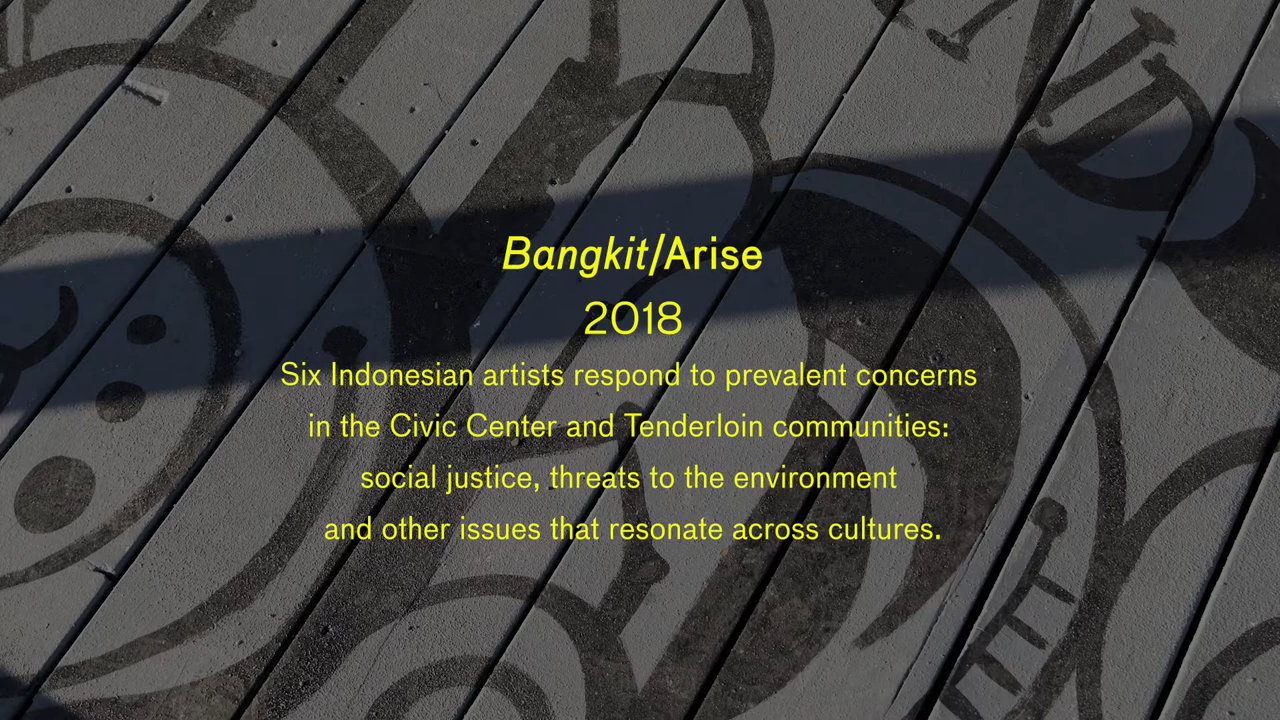 Bangkit/Arise
2018
Six Indonesian artists respond to prevalent concerns
in the Civic Center and Tenderloin communities:
social justice, threats to the environment
and other issues that resonate across cultures.